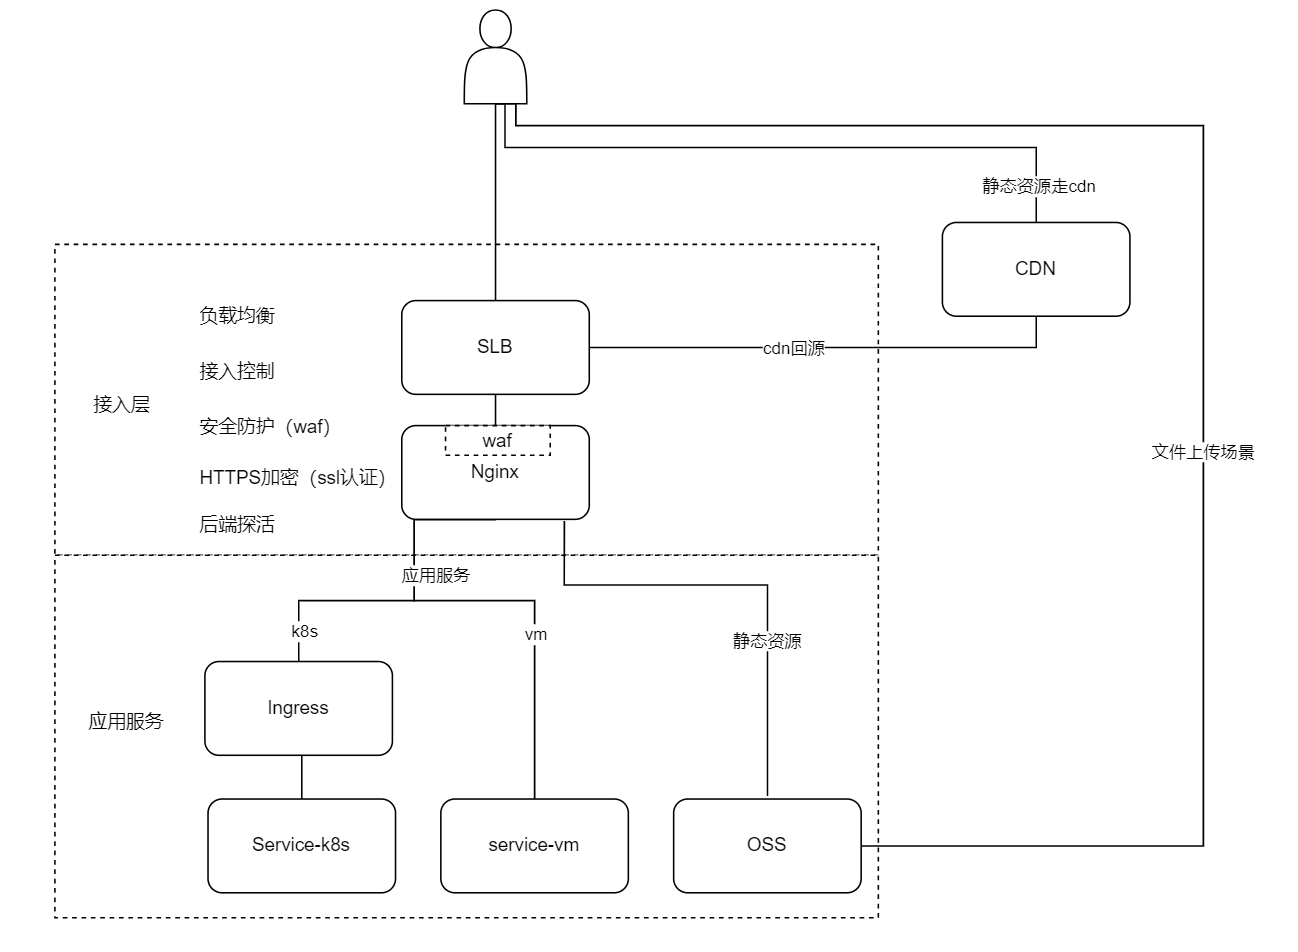 静态资源走cdn
CDN
负载均衡
SLB
cdn回源
接入控制
接入层
安全防护（waf）
waf
Nginx
HTTPS加密（ssl认证）
后端探活
文件上传场景
应用服务
k8s
vm
静态资源
Ingress
应用服务
Service-k8s
service-vm
OSS